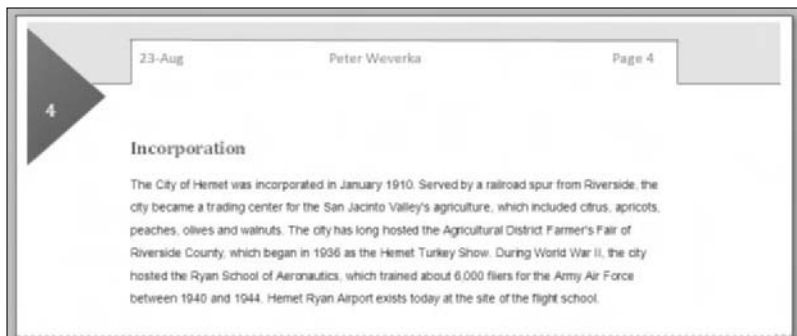 23-Aug Peter Weverka Page 4
4
Incorporation
The City of Hemet was incorporated in January 1910. Served by a railroad spur from Riverside, the
city became a trading center for the San Jacinto Valley's agriculture, which included citrus, apricots,
peaches, olives and walnuts. The city has long hosted the Agricultural District Farmer's Fair of
Riverside County, which began in 1936 as the Hemet Turkey Show. During World War II, the city
hosted the Ryan School of Aeronautics, which trained about 6,000 fliers for the Army Air Force
between 1940 and 1944. Hemet Ryan Airport exists today at the site of the flight school.